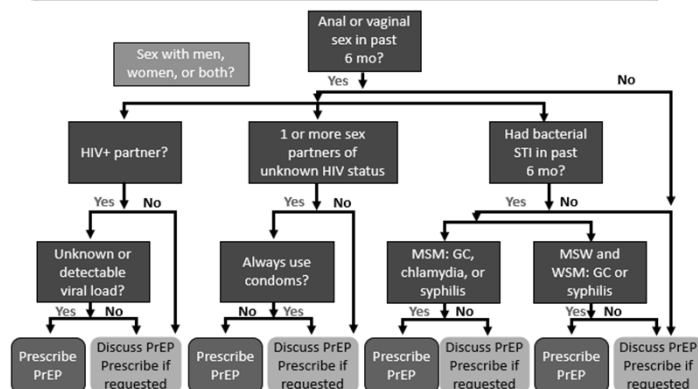 Anal or vaginal
sex in past
6 mo?
Sex with men,
women, or both?
Yes
No
HIV+ partner?
1 or more sex
partners of
unknown HIV status
Had bacterial
STI in past
6 mo?
Yes No
Yes No
Yes No
Unknown or
detectable
viral load?
Always use
condoms?
MSM: GC,
chlamydia, or
syphilis
MSW and
WSM: GC or
syphilis
Yes No
No Yes
Yes No
Yes No
Prescribe
PrEP
Discuss PrEP
Prescribe if
requested
Prescribe
PrEP
Discuss PrEP
Prescribe if
requested
Prescribe
PrEP
Discuss PrEP
Prescribe if
requested
Prescribe
PrEP
Discuss PrEP
Prescribe if
requested